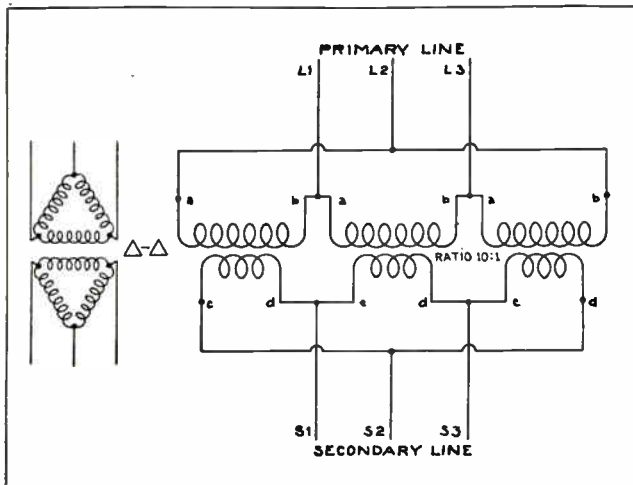 PRIMARY LINE
L1 L2 L3
a b a b a b
Δ-Δ
RATIO 10:1
c d e d c d
S1 S2 S3
SECONDARY LINE